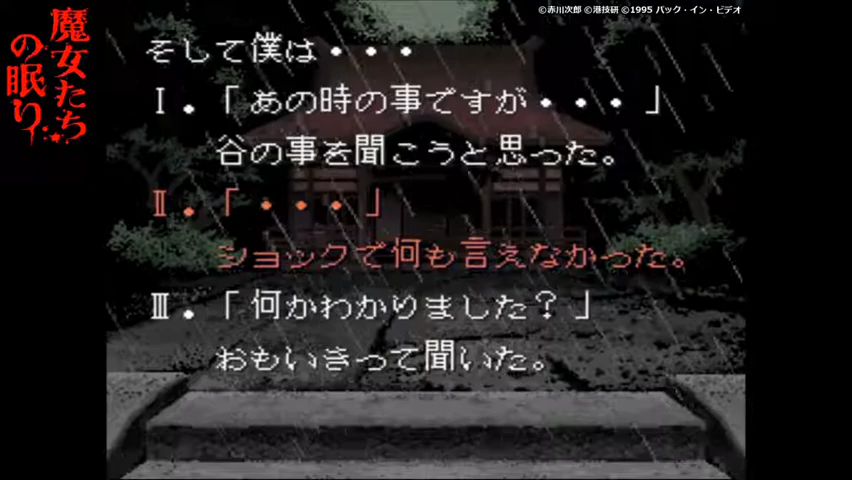 ©赤川次郎 ©港技研 ©1995 パック・イン・ビデオ
魔女たち
の眠り
そして僕は・・・
Ⅰ.「あの時の事ですが・・・」
谷の事を聞こうと思った。
Ⅱ.「・・・」
ショックで何も言えなかった。
Ⅲ.「何かわかりました?」
おもいきって聞いた。